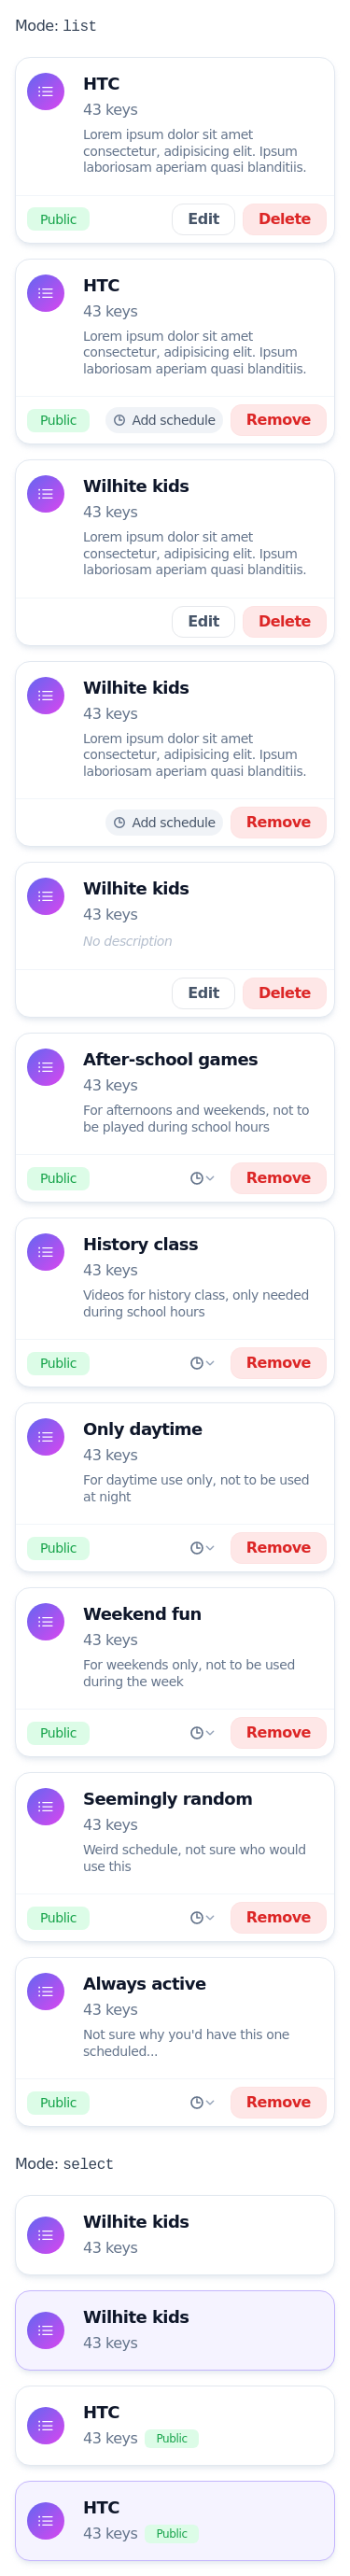 Mode: list
HTC
43 keys
Lorem ipsum dolor sit amet
consectetur, adipisicing elit. Ipsum
laboriosam aperiam quasi blanditiis.
Public Edit Delete
HTC
43 keys
Lorem ipsum dolor sit amet
consectetur, adipisicing elit. Ipsum
laboriosam aperiam quasi blanditiis.
Public Add schedule Remove
Wilhite kids
43 keys
Lorem ipsum dolor sit amet
consectetur, adipisicing elit. Ipsum
laboriosam aperiam quasi blanditiis.
Edit Delete
Wilhite kids
43 keys
Lorem ipsum dolor sit amet
consectetur, adipisicing elit. Ipsum
laboriosam aperiam quasi blanditiis.
Add schedule Remove
Wilhite kids
43 keys
No description
Edit Delete
After-school games
43 keys
For afternoons and weekends, not to
be played during school hours
Public Remove
History class
43 keys
Videos for history class, only needed
during school hours
Public Remove
Only daytime
43 keys
For daytime use only, not to be used
at night
Public Remove
Weekend fun
43 keys
For weekends only, not to be used
during the week
Public Remove
Seemingly random
43 keys
Weird schedule, not sure who would
use this
Public Remove
Always active
43 keys
Not sure why you'd have this one
scheduled...
Public Remove
Mode: select
Wilhite kids
43 keys
Wilhite kids
43 keys
HTC
43 keys Public
HTC
43 keys Public